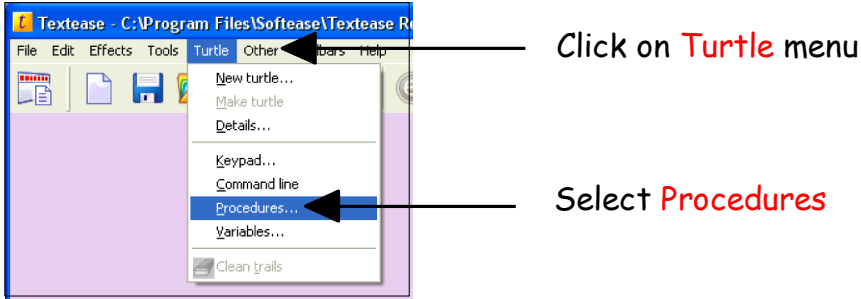 t Textease - C:\Program Files\Softease\Textease
File Edit Effects Tools Turtle Other Help
Click on Turtle menu
New turtle...
Make turtle
Details...
Keypad...
Command line
Procedures...
Select Procedures
Variables...
Clean trails